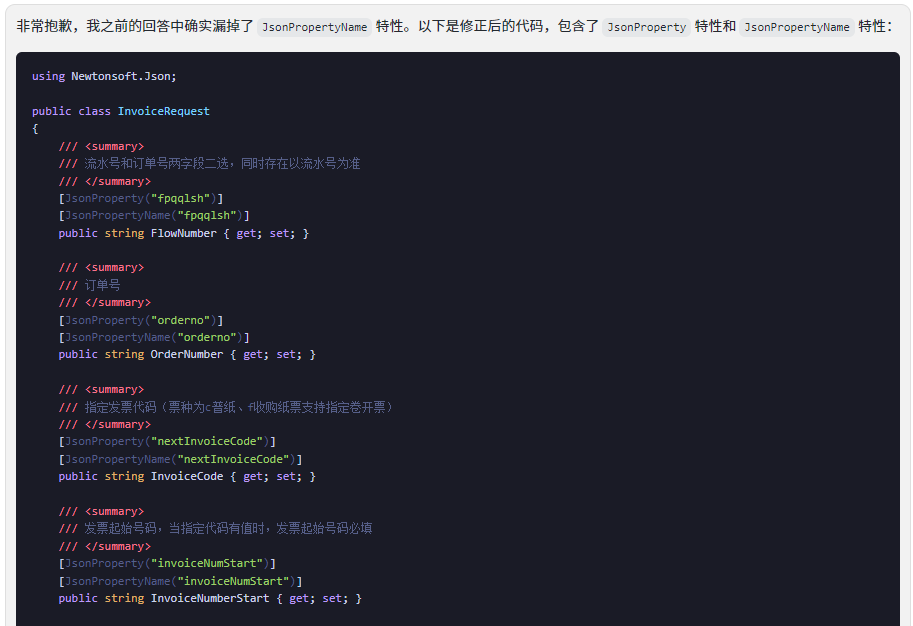 非常抱歉，我之前的回答中确实漏掉了 JsonPropertyName 特性。以下是修正后的代码，包含了 JsonProperty 特性和 JsonPropertyName 特性：
using Newtonsoft.Json;
public class InvoiceRequest
{
/// <summary>
/// 流水号和订单号两字段二选，同时存在以流水号为准
/// </summary>
[JsonProperty("fpqqlsh")]
[JsonPropertyName("fpqqlsh")]
public string FlowNumber { get; set; }
/// <summary>
/// 订单号
/// </summary>
[JsonProperty("orderno")]
[JsonPropertyName("orderno")]
public string OrderNumber { get; set; }
/// <summary>
/// 指定发票代码（票种为c普纸、f收购纸票支持指定卷开票）
/// </summary>
[JsonProperty("nextInvoiceCode")]
[JsonPropertyName("nextInvoiceCode")]
public string InvoiceCode { get; set; }
/// <summary>
/// 发票起始号码，当指定代码有值时，发票起始号码必填
/// </summary>
[JsonProperty("invoiceNumStart")]
[JsonPropertyName("invoiceNumStart")]
public string InvoiceNumberStart { get; set; }